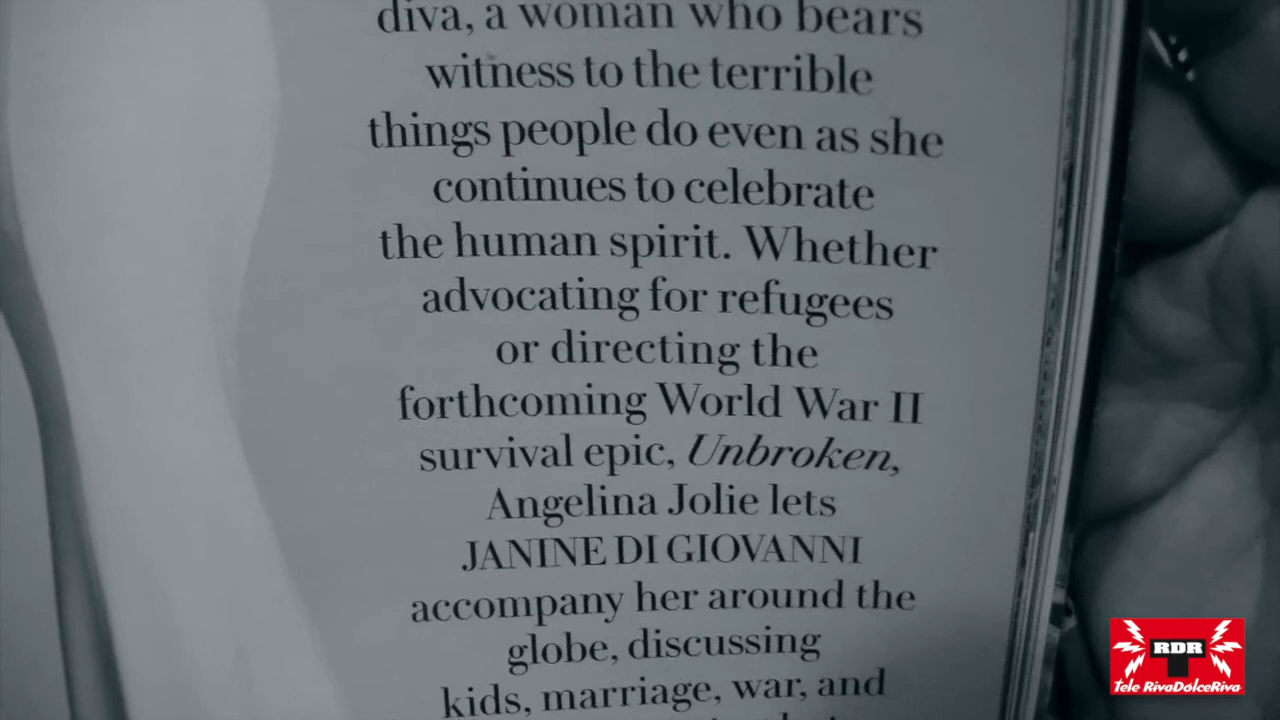 diva, a woman who bears
witness to the terrible
things people do even as she
continues to celebrate
the human spirit. Whether
advocating for refugees
or directing the
forthcoming World War II
survival epic, Unbroken,
Angelina Jolie lets
JANINE DI GIOVANNI
accompany her around the
globe, discussing
kids, marriage, war, and
RDR
Tele RivaDolceRiva